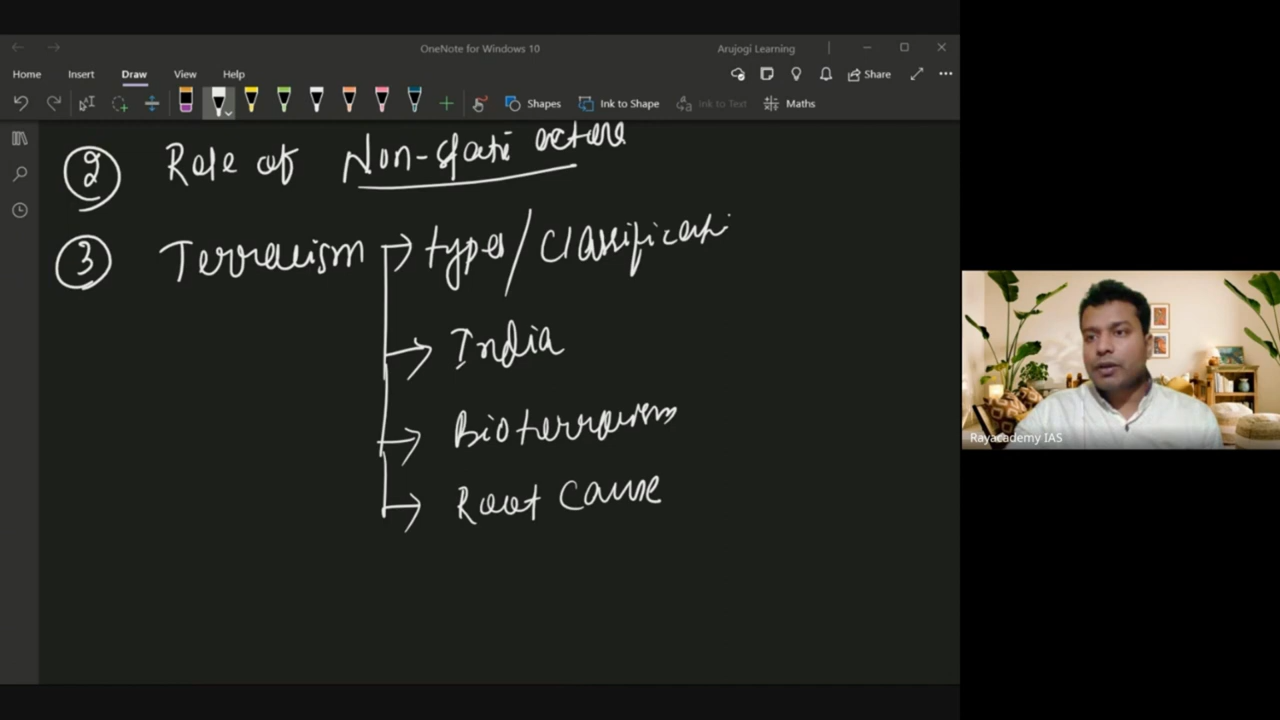 OneNote for Windows 10
Arujogi Learning
Home Insert Draw View Help
Share
Shapes Ink to Shape Ink to Text Maths
2 Role of Non-state actors
3 Terrorism → types/Classificati
→ India
→ Bioterrorism
→ Root Cause
Rayacademy IAS